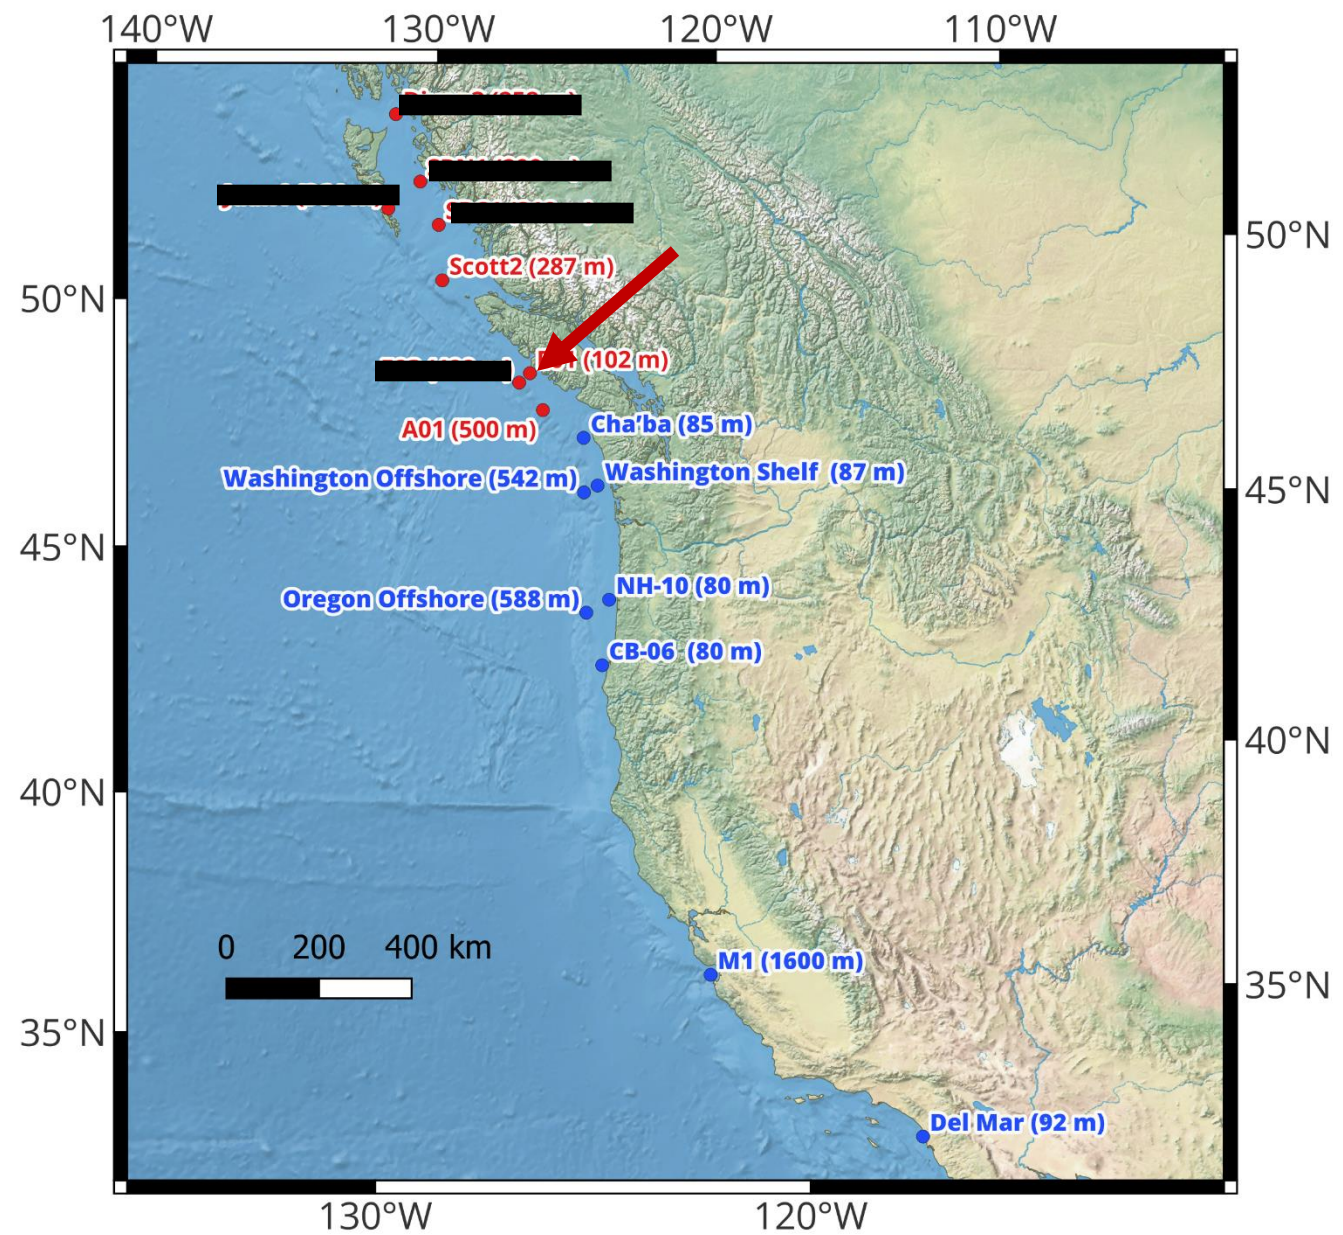 140°W 130°W 120°W 110°W
50°N
Scott2 (287 m)
50°N
(102 m)
A01 (500 m)
Cha'ba (85 m)
Washington Shelf (87 m)
Washington Offshore (542 m)
45°N
45°N
NH-10 (80 m)
Oregon Offshore (588 m)
CB-06 (80 m)
40°N
40°N
0 200 400 km
M1 (1600 m)
35°N
35°N
Del Mar (92 m)
130°W 120°W